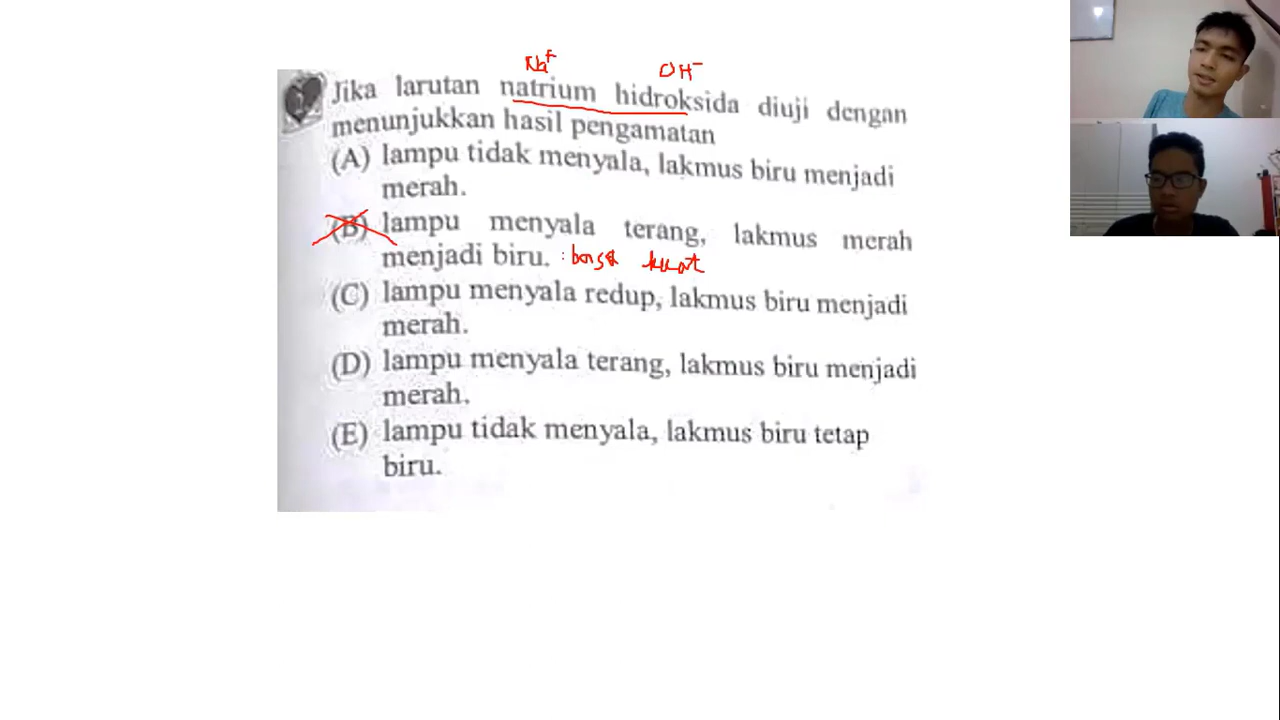 Na⁺ OH⁻
1 Jika larutan natrium hidroksida diuji dengan
menunjukkan hasil pengamatan
(A) lampu tidak menyala, lakmus biru menjadi
merah.
(B) lampu menyala terang, lakmus merah
menjadi biru. : basa kuat
(C) lampu menyala redup, lakmus biru menjadi
merah.
(D) lampu menyala terang, lakmus biru menjadi
merah.
(E) lampu tidak menyala, lakmus biru tetap
biru.